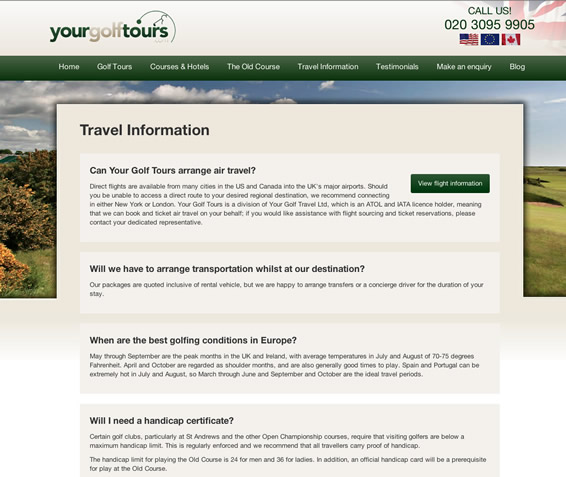 yourgolftours
CALL US!
020 3095 9905
Home Golf Tours Courses & Hotels The Old Course Travel Information Testimonials Make an enquiry Blog
Travel Information
Can Your Golf Tours arrange air travel?
View flight information
Direct flights are available from many cities in the US and Canada into the UK's major airports. Should
you be unable to access a direct route to your desired regional destination, we recommend connecting
in either New York or London. Your Golf Tours is a division of Your Golf Travel Ltd, which is an ATOL and IATA licence holder, meaning
that we can book and ticket air travel on your behalf; if you would like assistance with flight sourcing and ticket reservations, please
contact your dedicated representative.
Will we have to arrange transportation whilst at our destination?
Our packages are quoted inclusive of rental vehicle, but we are happy to arrange transfers or a concierge driver for the duration of your
stay.
When are the best golfing conditions in Europe?
May through September are the peak months in the UK and Ireland, with average temperatures in July and August of 70-75 degrees
Fahrenheit. April and October are regarded as shoulder months, and are also generally good times to play. Spain and Portugal can be
extremely hot in July and August, so March through June and September and October are the ideal travel periods.
Will I need a handicap certificate?
Certain golf clubs, particularly at St Andrews and the other Open Championship courses, require that visiting golfers are below a
maximum handicap limit. This is regularly enforced and we recommend that all travellers carry proof of handicap.
The handicap limit for playing the Old Course is 24 for men and 36 for ladies. In addition, an official handicap card will be a prerequisite
for play at the Old Course.